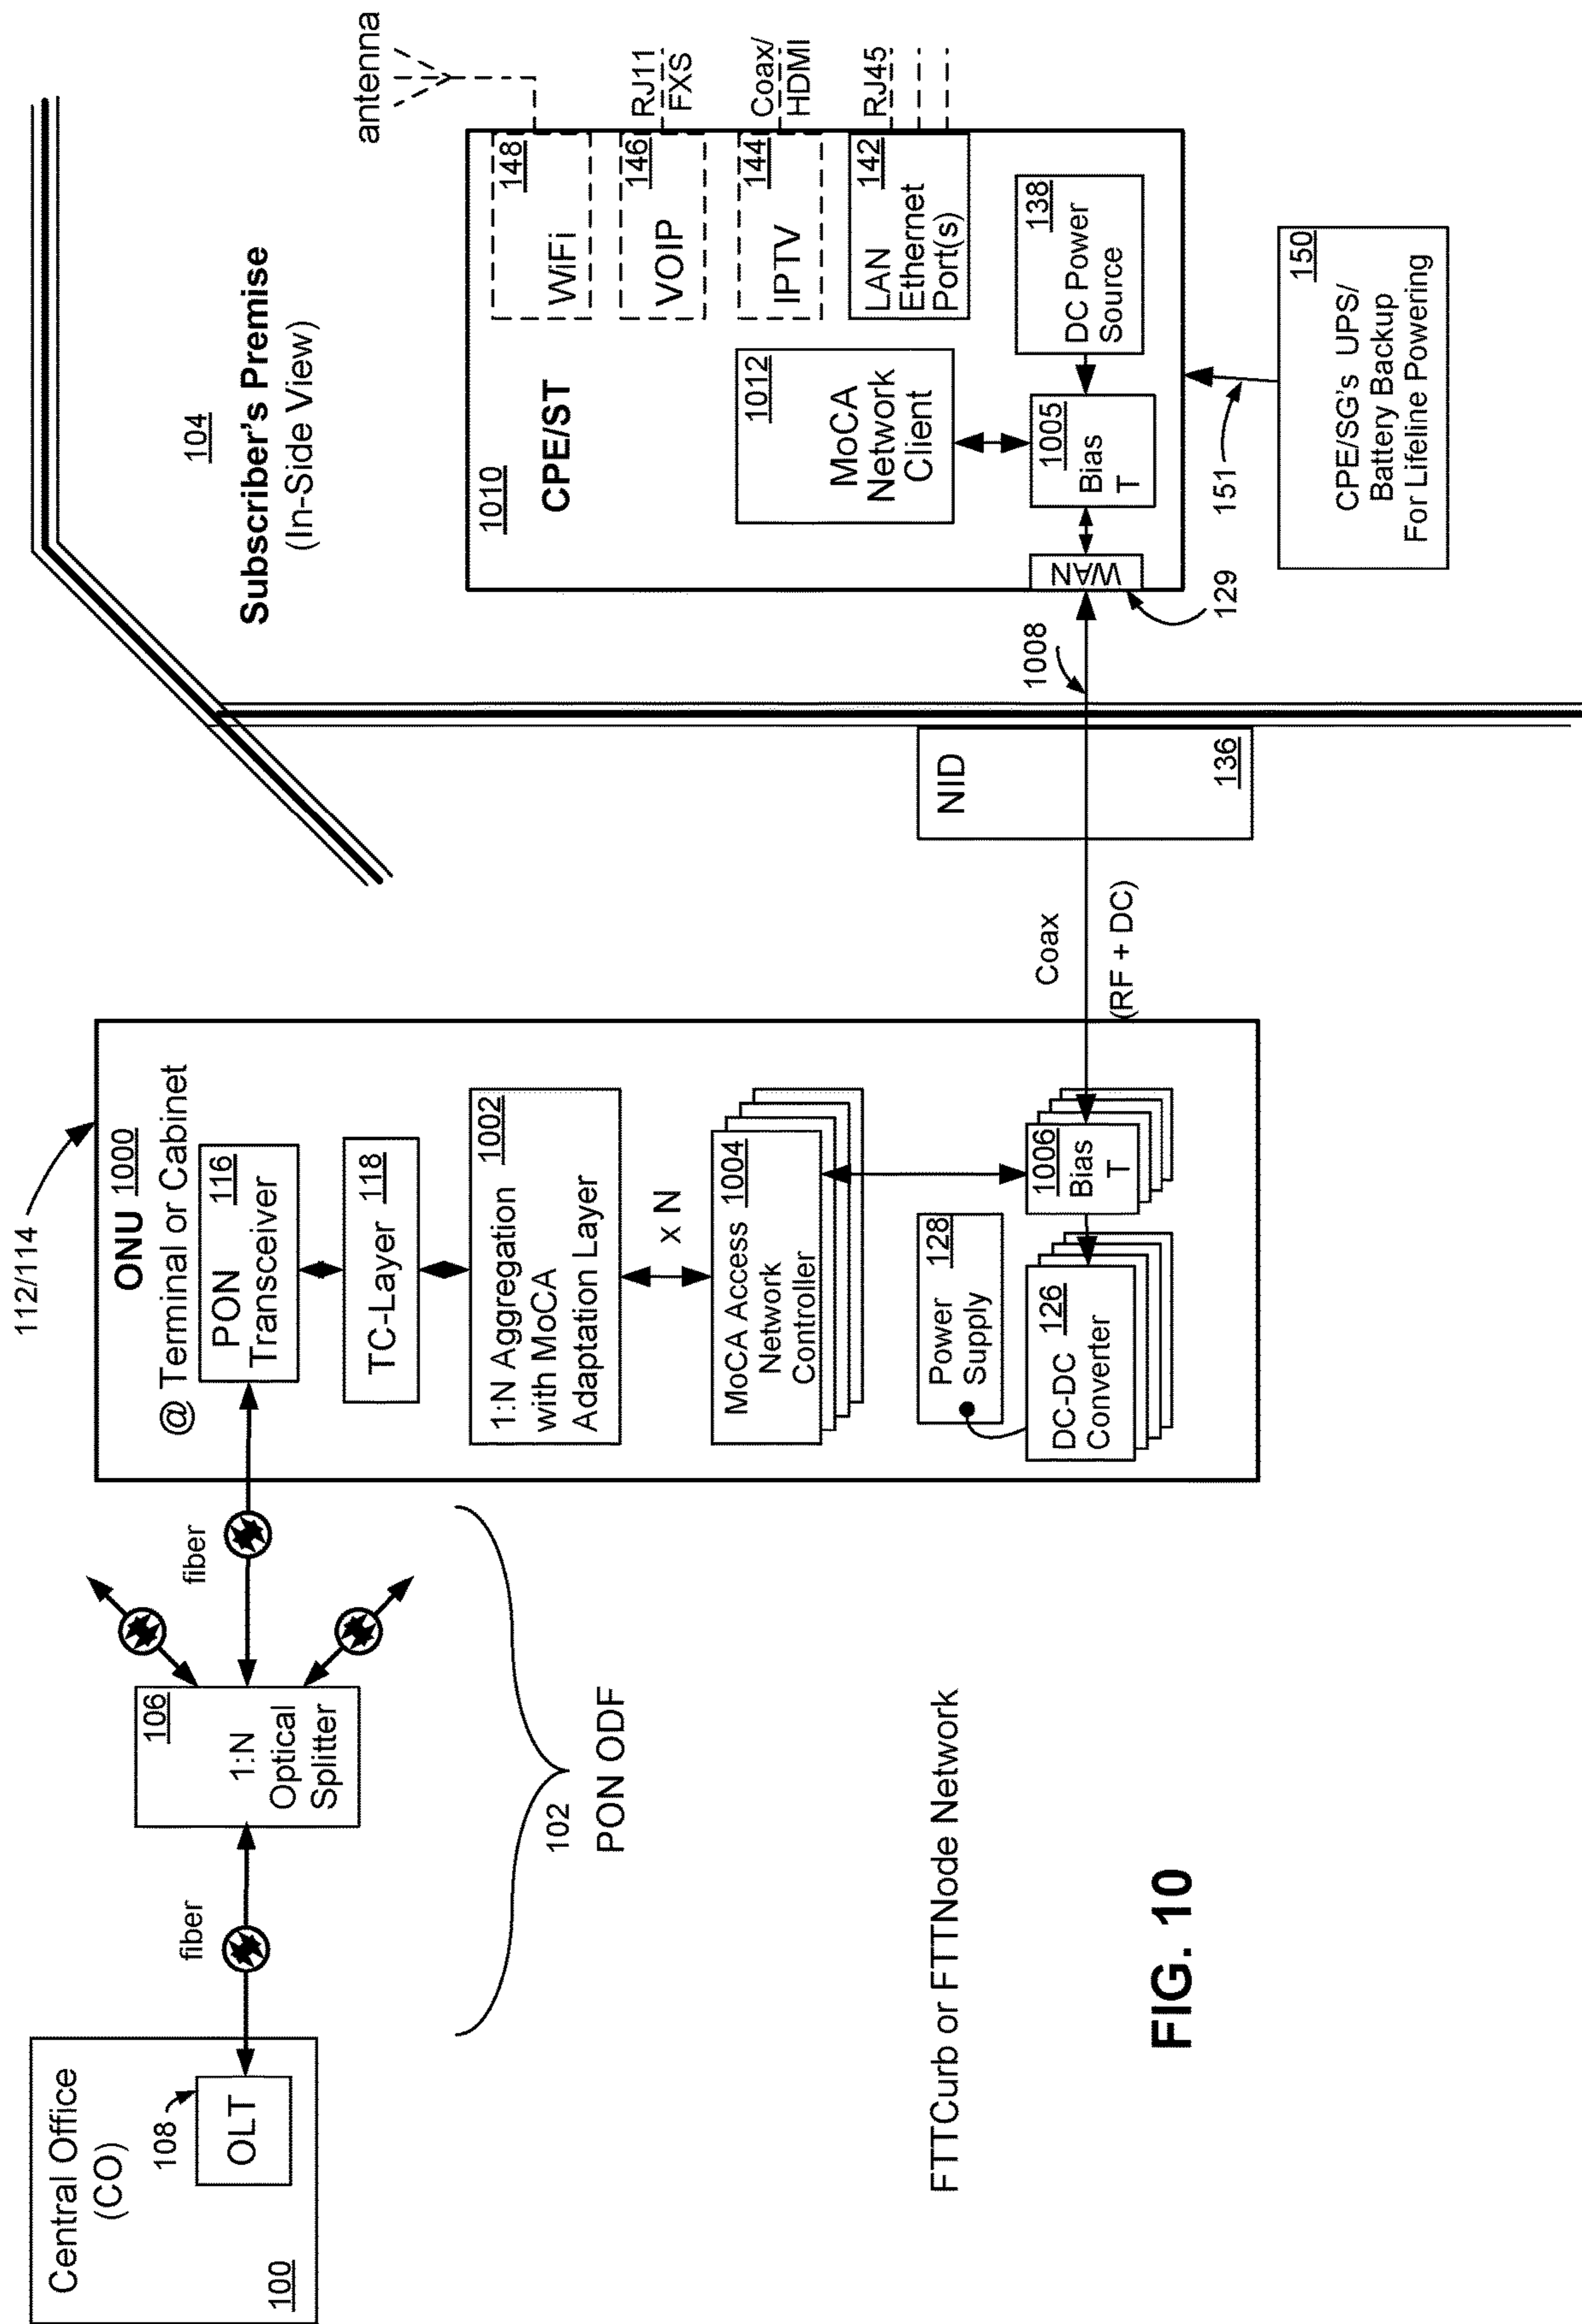 Central Office
(CO)
108
OLT
100
fiber
106
1:N
Optical
Splitter
fiber
102
PON ODF
112/114
ONU 1000
@ Terminal or Cabinet
PON 116
Transceiver
TC-Layer 118
1:N Aggregation 1002
with MoCA
Adaptation Layer
x N
MoCA Access 1004
Network
Controller
Power 128
Supply
DC-DC 126
Converter
1006
Bias
T
Coax
(RF + DC)
NID
136
1008
104
Subscriber's Premise
(In-Side View)
1010
CPE/ST
WAN
129
1012
MoCA
Network
Client
1005
Bias
T
138
DC Power
Source
148
WiFi
146
VOIP
144
IPTV
142
LAN
Ethernet
Port(s)
antenna
RJ11
FXS
Coax/
HDMI
RJ45
151
150
CPE/SG's UPS/
Battery Backup
For Lifeline Powering
FTTCurb or FTTNode Network
FIG. 10